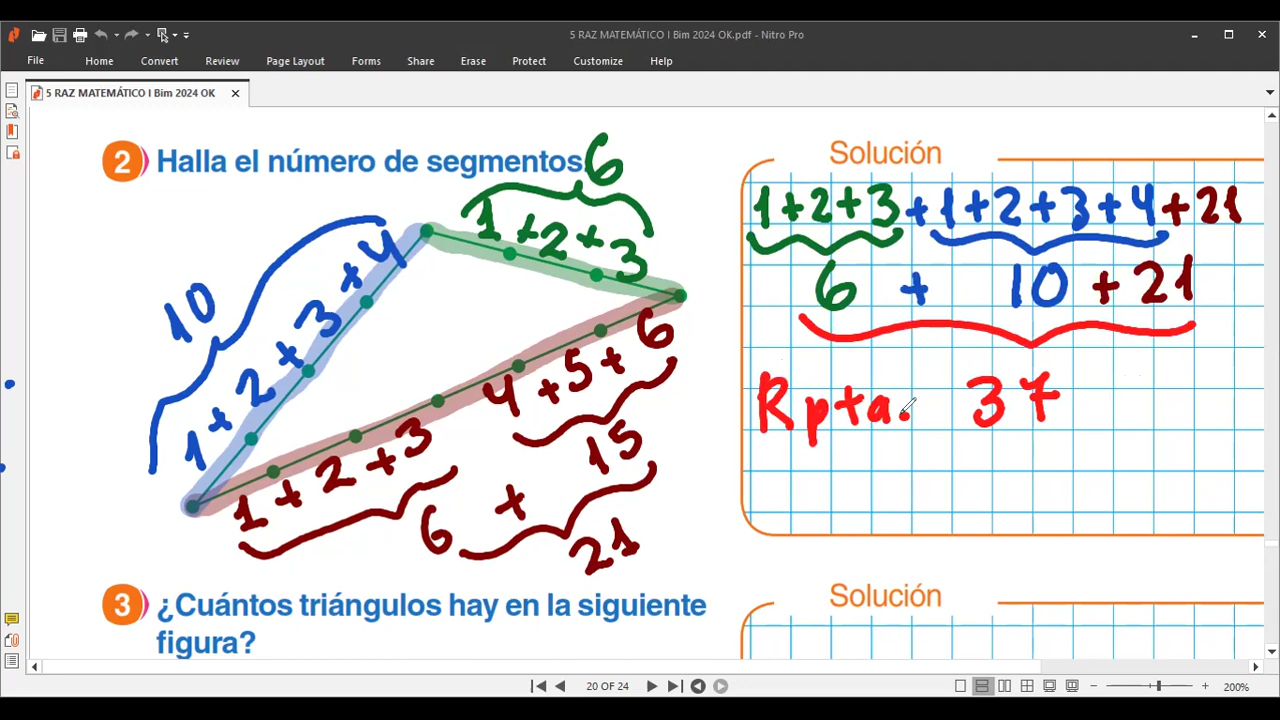 5 RAZ MATEMÁTICO I Bim 2024 OK.pdf - Nitro Pro
File Home Convert Review Page Layout Forms Share Erase Protect Customize Help
5 RAZ MATEMÁTICO I Bim 2024 OK
2 Halla el número de segmentos.
6
1+2+3
10
1+2+3+4
1+2+3
4+5+6
6 + 15
21
Solución
1+2+3+1+2+3+4+21
6 + 10 + 21
Rpta: 37
3 ¿Cuántos triángulos hay en la siguiente
figura?
Solución
20 OF 24
200%